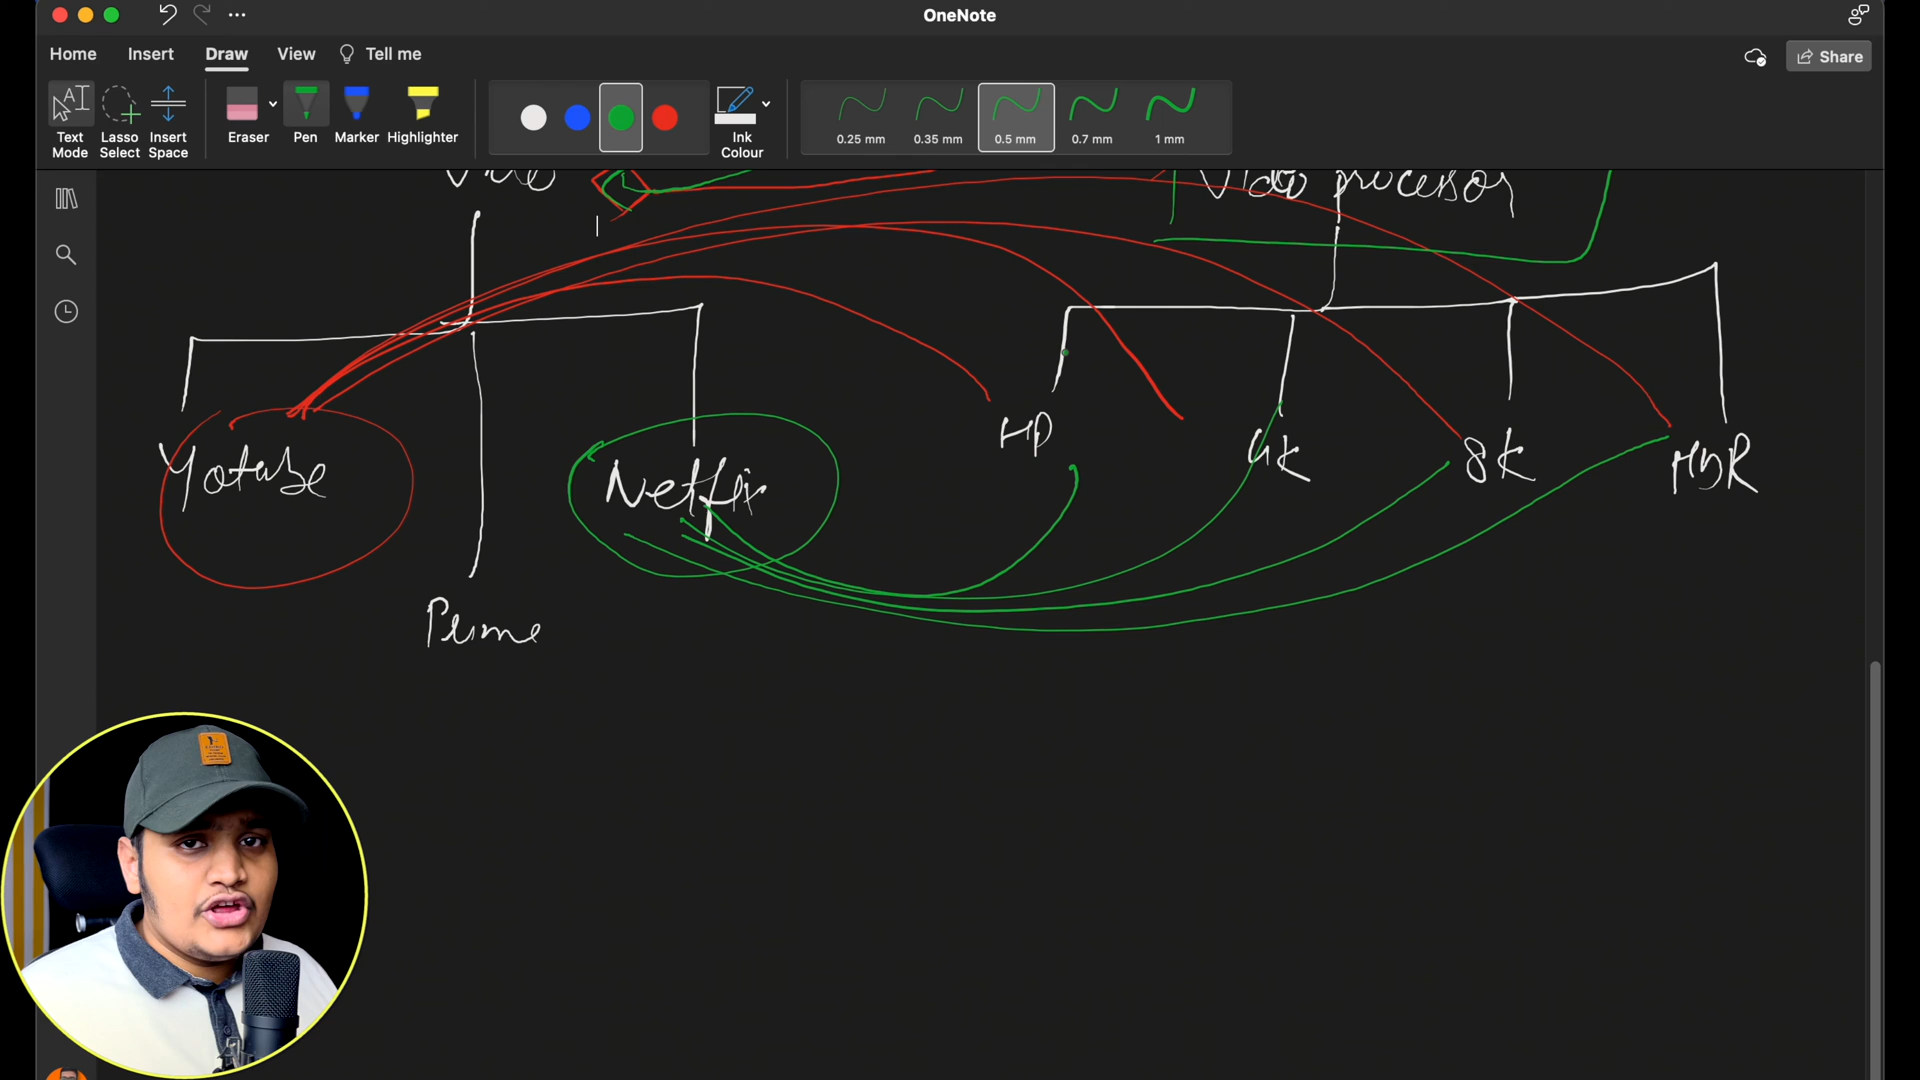 OneNote
Home Insert Draw View Tell me
Share
Text Mode
Lasso Select
Insert Space
Eraser
Pen
Marker
Highlighter
Ink Colour
0.25 mm
0.35 mm
0.5 mm
0.7 mm
1 mm
Video processor
Yotube
Prime
Netflix
HD
4K
8K
HDR